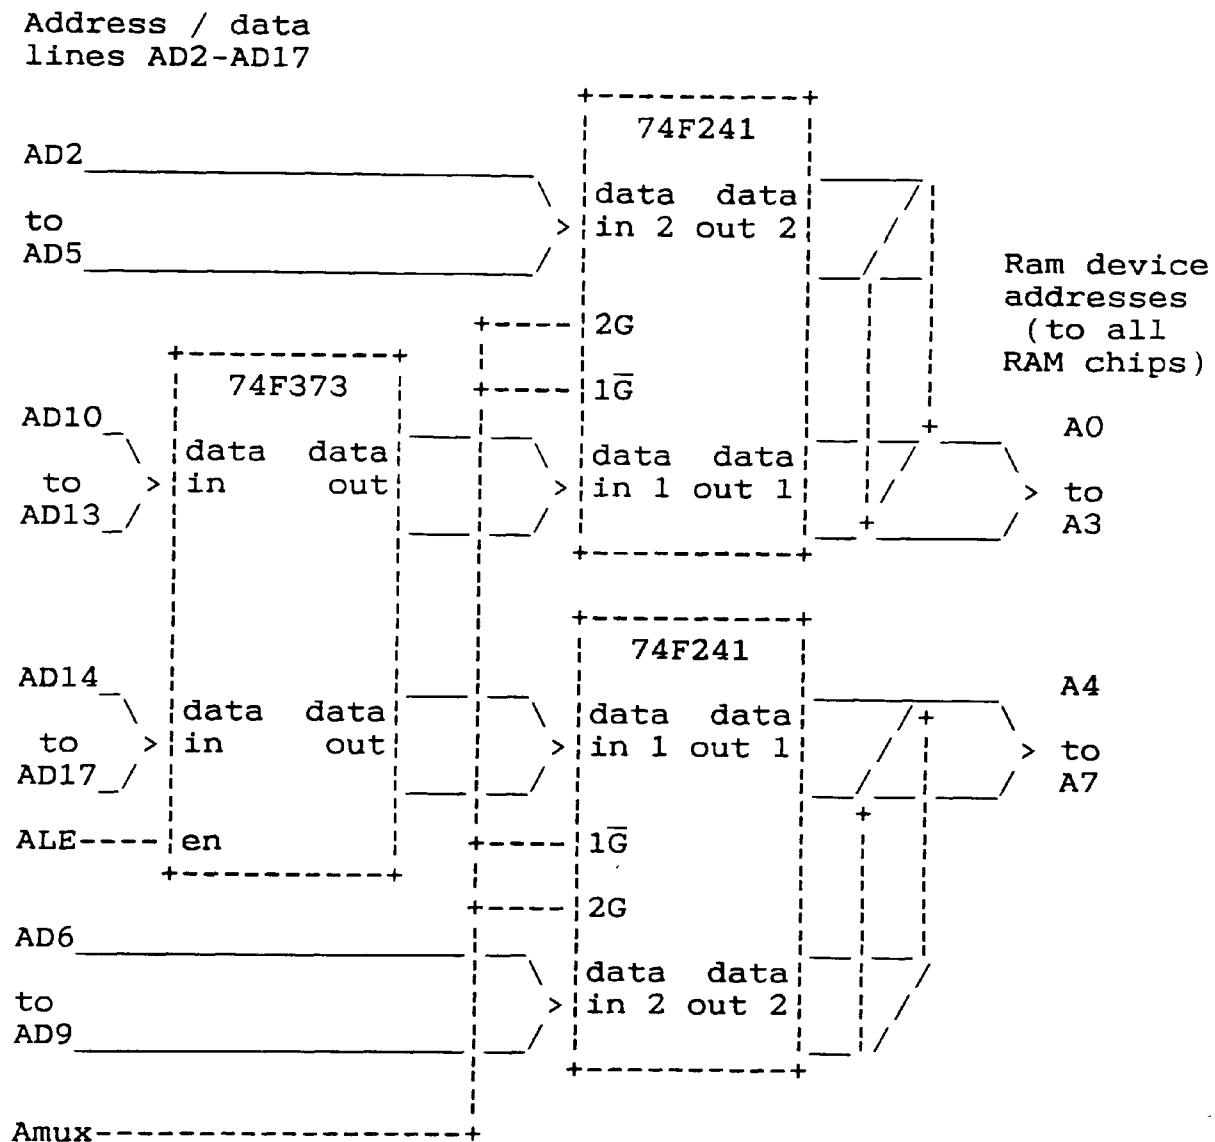 Address / data
lines AD2-AD17
74F241
AD2
data data
in 2 out 2
to
AD5
Ram device
addresses
(to all
RAM chips)
2G
1G̅
74F373
AD10
data data
in out
to
AD13
data data
in 1 out 1
A0
to
A3
74F241
AD14
data data
in out
to
AD17
data data
in 1 out 1
A4
to
A7
ALE
en
1G̅
2G
AD6
to
AD9
data data
in 2 out 2
Amux